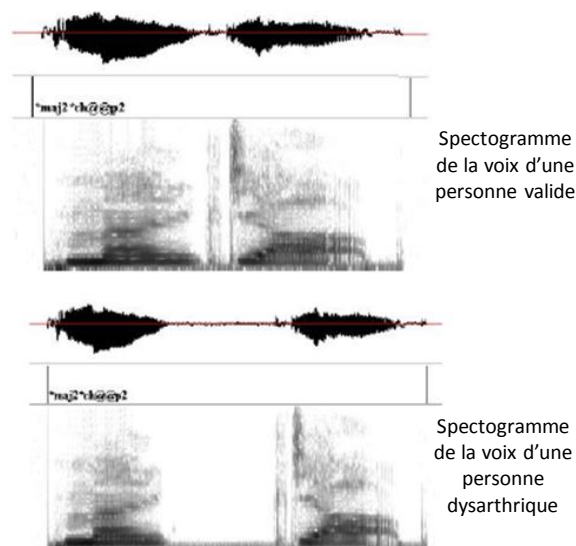 *maj2*ch@@p2
Spectogramme
de la voix d'une
personne valide
*maj2*ch@@p2
Spectogramme
de la voix d'une
personne
dysarthrique